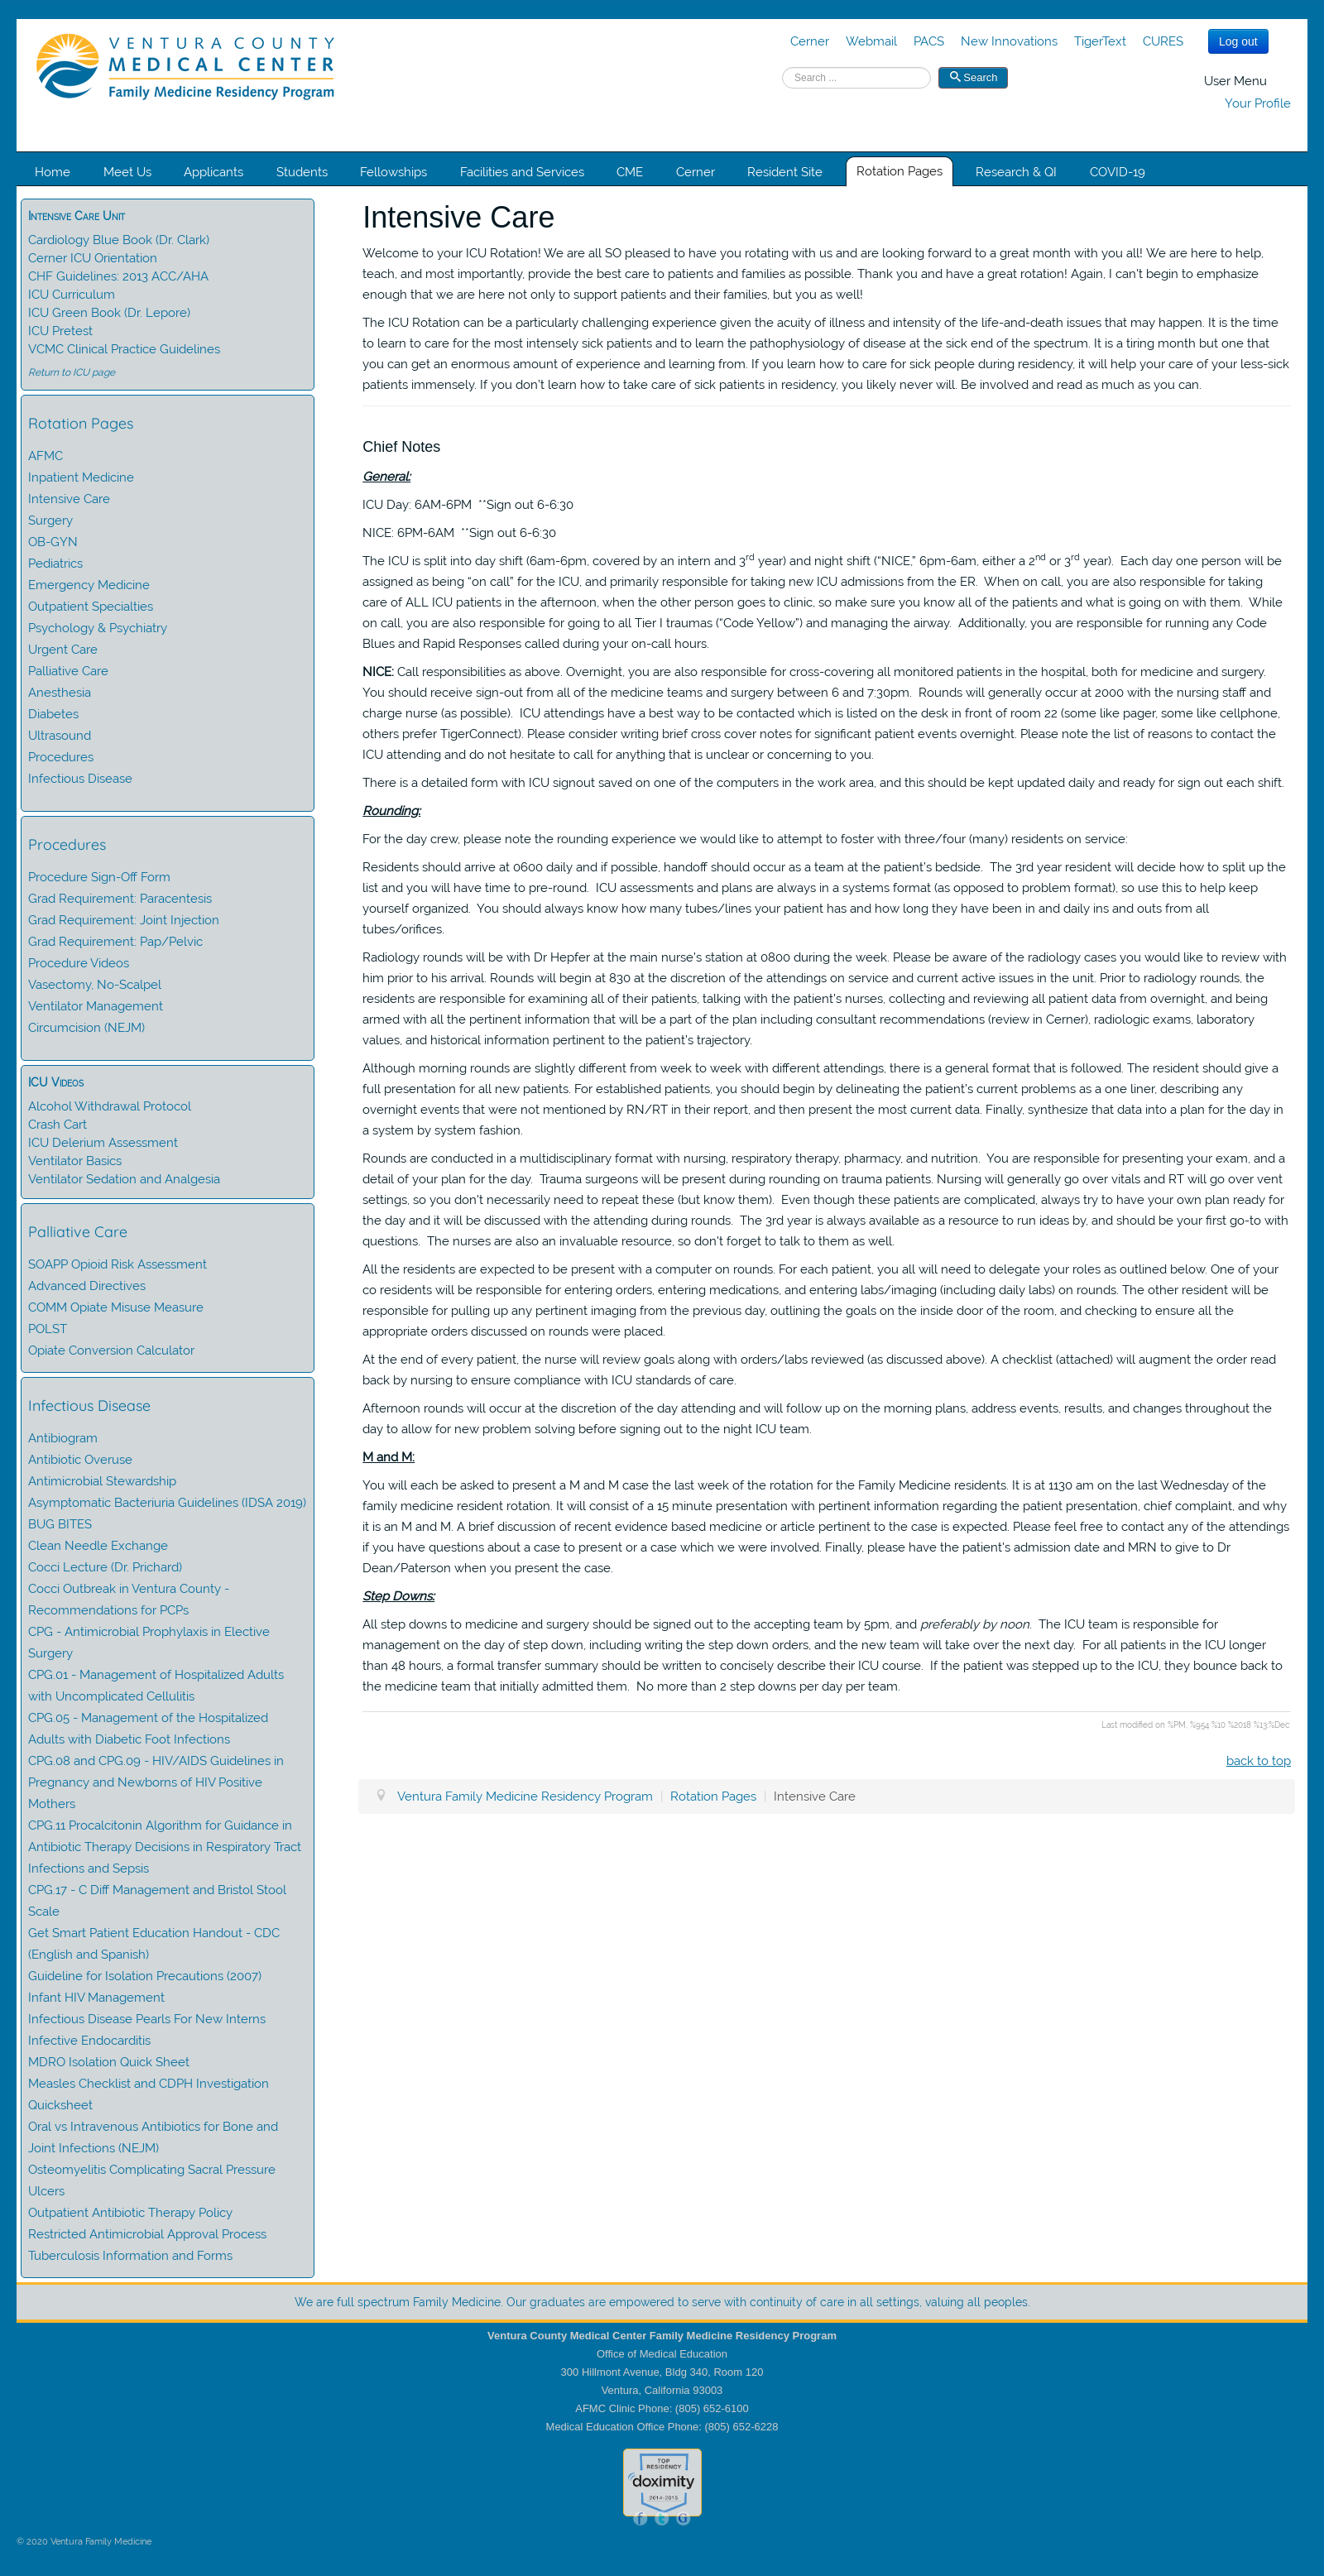 VENTURA COUNTY
MEDICAL CENTER
Family Medicine Residency Program
Cerner Webmail PACS New Innovations TigerText CURES Log out
Search ... Search
User Menu
Your Profile
Home Meet Us Applicants Students Fellowships Facilities and Services CME Cerner Resident Site Rotation Pages Research & QI COVID-19
Intensive Care Unit
Cardiology Blue Book (Dr. Clark)
Cerner ICU Orientation
CHF Guidelines: 2013 ACC/AHA
ICU Curriculum
ICU Green Book (Dr. Lepore)
ICU Pretest
VCMC Clinical Practice Guidelines
Return to ICU page
Rotation Pages
AFMC
Inpatient Medicine
Intensive Care
Surgery
OB-GYN
Pediatrics
Emergency Medicine
Outpatient Specialties
Psychology & Psychiatry
Urgent Care
Palliative Care
Anesthesia
Diabetes
Ultrasound
Procedures
Infectious Disease
Procedures
Procedure Sign-Off Form
Grad Requirement: Paracentesis
Grad Requirement: Joint Injection
Grad Requirement: Pap/Pelvic
Procedure Videos
Vasectomy, No-Scalpel
Ventilator Management
Circumcision (NEJM)
ICU Videos
Alcohol Withdrawal Protocol
Crash Cart
ICU Delerium Assessment
Ventilator Basics
Ventilator Sedation and Analgesia
Palliative Care
SOAPP Opioid Risk Assessment
Advanced Directives
COMM Opiate Misuse Measure
POLST
Opiate Conversion Calculator
Infectious Disease
Antibiogram
Antibiotic Overuse
Antimicrobial Stewardship
Asymptomatic Bacteriuria Guidelines (IDSA 2019)
BUG BITES
Clean Needle Exchange
Cocci Lecture (Dr. Prichard)
Cocci Outbreak in Ventura County -
Recommendations for PCPs
CPG - Antimicrobial Prophylaxis in Elective
Surgery
CPG.01 - Management of Hospitalized Adults
with Uncomplicated Cellulitis
CPG.05 - Management of the Hospitalized
Adults with Diabetic Foot Infections
CPG.08 and CPG.09 - HIV/AIDS Guidelines in
Pregnancy and Newborns of HIV Positive
Mothers
CPG.11 Procalcitonin Algorithm for Guidance in
Antibiotic Therapy Decisions in Respiratory Tract
Infections and Sepsis
CPG.17 - C Diff Management and Bristol Stool
Scale
Get Smart Patient Education Handout - CDC
(English and Spanish)
Guideline for Isolation Precautions (2007)
Infant HIV Management
Infectious Disease Pearls For New Interns
Infective Endocarditis
MDRO Isolation Quick Sheet
Measles Checklist and CDPH Investigation
Quicksheet
Oral vs Intravenous Antibiotics for Bone and
Joint Infections (NEJM)
Osteomyelitis Complicating Sacral Pressure
Ulcers
Outpatient Antibiotic Therapy Policy
Restricted Antimicrobial Approval Process
Tuberculosis Information and Forms
Intensive Care
Welcome to your ICU Rotation! We are all SO pleased to have you rotating with us and are looking forward to a great month with you all! We are here to help,
teach, and most importantly, provide the best care to patients and families as possible. Thank you and have a great rotation! Again, I can't begin to emphasize
enough that we are here not only to support patients and their families, but you as well!
The ICU Rotation can be a particularly challenging experience given the acuity of illness and intensity of the life-and-death issues that may happen. It is the time
to learn to care for the most intensely sick patients and to learn the pathophysiology of disease at the sick end of the spectrum. It is a tiring month but one that
you can get an enormous amount of experience and learning from. If you learn how to care for sick people during residency, it will help your care of your less-sick
patients immensely. If you don't learn how to take care of sick patients in residency, you likely never will. Be involved and read as much as you can.
Chief Notes
General:
ICU Day: 6AM-6PM **Sign out 6-6:30
NICE: 6PM-6AM **Sign out 6-6:30
The ICU is split into day shift (6am-6pm, covered by an intern and 3rd year) and night shift ("NICE," 6pm-6am, either a 2nd or 3rd year). Each day one person will be
assigned as being "on call" for the ICU, and primarily responsible for taking new ICU admissions from the ER. When on call, you are also responsible for taking
care of ALL ICU patients in the afternoon, when the other person goes to clinic, so make sure you know all of the patients and what is going on with them. While
on call, you are also responsible for going to all Tier I traumas ("Code Yellow") and managing the airway. Additionally, you are responsible for running any Code
Blues and Rapid Responses called during your on-call hours.
NICE: Call responsibilities as above. Overnight, you are also responsible for cross-covering all monitored patients in the hospital, both for medicine and surgery.
You should receive sign-out from all of the medicine teams and surgery between 6 and 7:30pm. Rounds will generally occur at 2000 with the nursing staff and
charge nurse (as possible). ICU attendings have a best way to be contacted which is listed on the desk in front of room 22 (some like pager, some like cellphone,
others prefer TigerConnect). Please consider writing brief cross cover notes for significant patient events overnight. Please note the list of reasons to contact the
ICU attending and do not hesitate to call for anything that is unclear or concerning to you.
There is a detailed form with ICU signout saved on one of the computers in the work area, and this should be kept updated daily and ready for sign out each shift.
Rounding:
For the day crew, please note the rounding experience we would like to attempt to foster with three/four (many) residents on service:
Residents should arrive at 0600 daily and if possible, handoff should occur as a team at the patient's bedside. The 3rd year resident will decide how to split up the
list and you will have time to pre-round. ICU assessments and plans are always in a systems format (as opposed to problem format), so use this to help keep
yourself organized. You should always know how many tubes/lines your patient has and how long they have been in and daily ins and outs from all
tubes/orifices.
Radiology rounds will be with Dr Hepfer at the main nurse's station at 0800 during the week. Please be aware of the radiology cases you would like to review with
him prior to his arrival. Rounds will begin at 830 at the discretion of the attendings on service and current active issues in the unit. Prior to radiology rounds, the
residents are responsible for examining all of their patients, talking with the patient's nurses, collecting and reviewing all patient data from overnight, and being
armed with all the pertinent information that will be a part of the plan including consultant recommendations (review in Cerner), radiologic exams, laboratory
values, and historical information pertinent to the patient's trajectory.
Although morning rounds are slightly different from week to week with different attendings, there is a general format that is followed. The resident should give a
full presentation for all new patients. For established patients, you should begin by delineating the patient's current problems as a one liner, describing any
overnight events that were not mentioned by RN/RT in their report, and then present the most current data. Finally, synthesize that data into a plan for the day in
a system by system fashion.
Rounds are conducted in a multidisciplinary format with nursing, respiratory therapy, pharmacy, and nutrition. You are responsible for presenting your exam, and a
detail of your plan for the day. Trauma surgeons will be present during rounding on trauma patients. Nursing will generally go over vitals and RT will go over vent
settings, so you don't necessarily need to repeat these (but know them). Even though these patients are complicated, always try to have your own plan ready for
the day and it will be discussed with the attending during rounds. The 3rd year is always available as a resource to run ideas by, and should be your first go-to with
questions. The nurses are also an invaluable resource, so don't forget to talk to them as well.
All the residents are expected to be present with a computer on rounds. For each patient, you all will need to delegate your roles as outlined below. One of your
co residents will be responsible for entering orders, entering medications, and entering labs/imaging (including daily labs) on rounds. The other resident will be
responsible for pulling up any pertinent imaging from the previous day, outlining the goals on the inside door of the room, and checking to ensure all the
appropriate orders discussed on rounds were placed.
At the end of every patient, the nurse will review goals along with orders/labs reviewed (as discussed above). A checklist (attached) will augment the order read
back by nursing to ensure compliance with ICU standards of care.
Afternoon rounds will occur at the discretion of the day attending and will follow up on the morning plans, address events, results, and changes throughout the
day to allow for new problem solving before signing out to the night ICU team.
M and M:
You will each be asked to present a M and M case the last week of the rotation for the Family Medicine residents. It is at 1130 am on the last Wednesday of the
family medicine resident rotation. It will consist of a 15 minute presentation with pertinent information regarding the patient presentation, chief complaint, and why
it is an M and M. A brief discussion of recent evidence based medicine or article pertinent to the case is expected. Please feel free to contact any of the attendings
if you have questions about a case to present or a case which we were involved. Finally, please have the patient's admission date and MRN to give to Dr
Dean/Paterson when you present the case.
Step Downs:
All step downs to medicine and surgery should be signed out to the accepting team by 5pm, and preferably by noon. The ICU team is responsible for
management on the day of step down, including writing the step down orders, and the new team will take over the next day. For all patients in the ICU longer
than 48 hours, a formal transfer summary should be written to concisely describe their ICU course. If the patient was stepped up to the ICU, they bounce back to
the medicine team that initially admitted them. No more than 2 step downs per day per team.
Last modified on %PM, %954 %10 %2018 %13:%Dec
back to top
Ventura Family Medicine Residency Program | Rotation Pages | Intensive Care
We are full spectrum Family Medicine. Our graduates are empowered to serve with continuity of care in all settings, valuing all peoples.
Ventura County Medical Center Family Medicine Residency Program
Office of Medical Education
300 Hillmont Avenue, Bldg 340, Room 120
Ventura, California 93003
AFMC Clinic Phone: (805) 652-6100
Medical Education Office Phone: (805) 652-6228
TOP
RESIDENCY
doximity
2014-2015
f t G
© 2020 Ventura Family Medicine